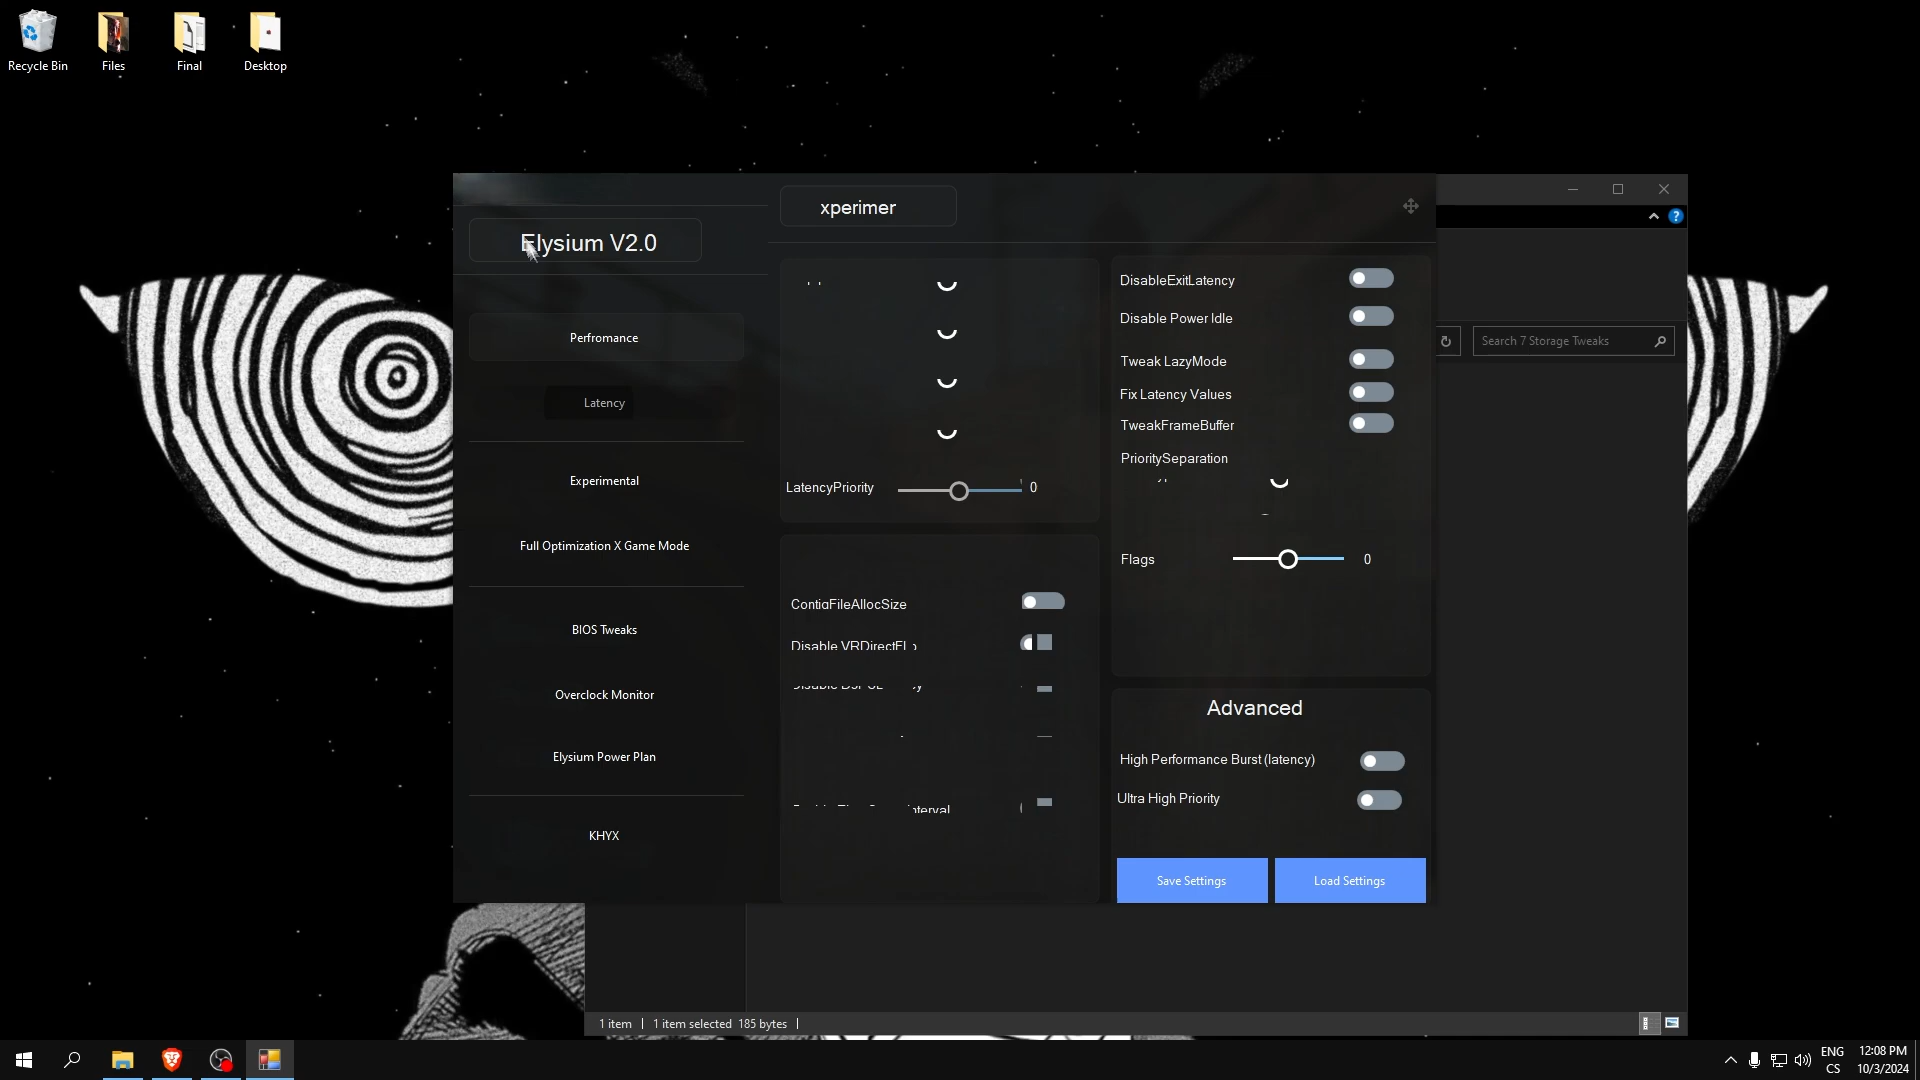 Recycle Bin
Files
Final
Desktop
xperimer
Elysium V2.0
Perfromance
Latency
Experimental
Full Optimization X Game Mode
BIOS Tweaks
Overclock Monitor
Elysium Power Plan
KHYX
LatencyPriority 0
ContigFileAllocSize
Disable VRDirectFlip
DisableExitLatency
Disable Power Idle
Tweak LazyMode
Fix Latency Values
TweakFrameBuffer
PrioritySeparation
Flags 0
Advanced
High Performance Burst (latency)
Ultra High Priority
Save Settings
Load Settings
Search 7 Storage Tweaks
1 item
1 item selected 185 bytes
ENG
CS
12:08 PM
10/3/2024